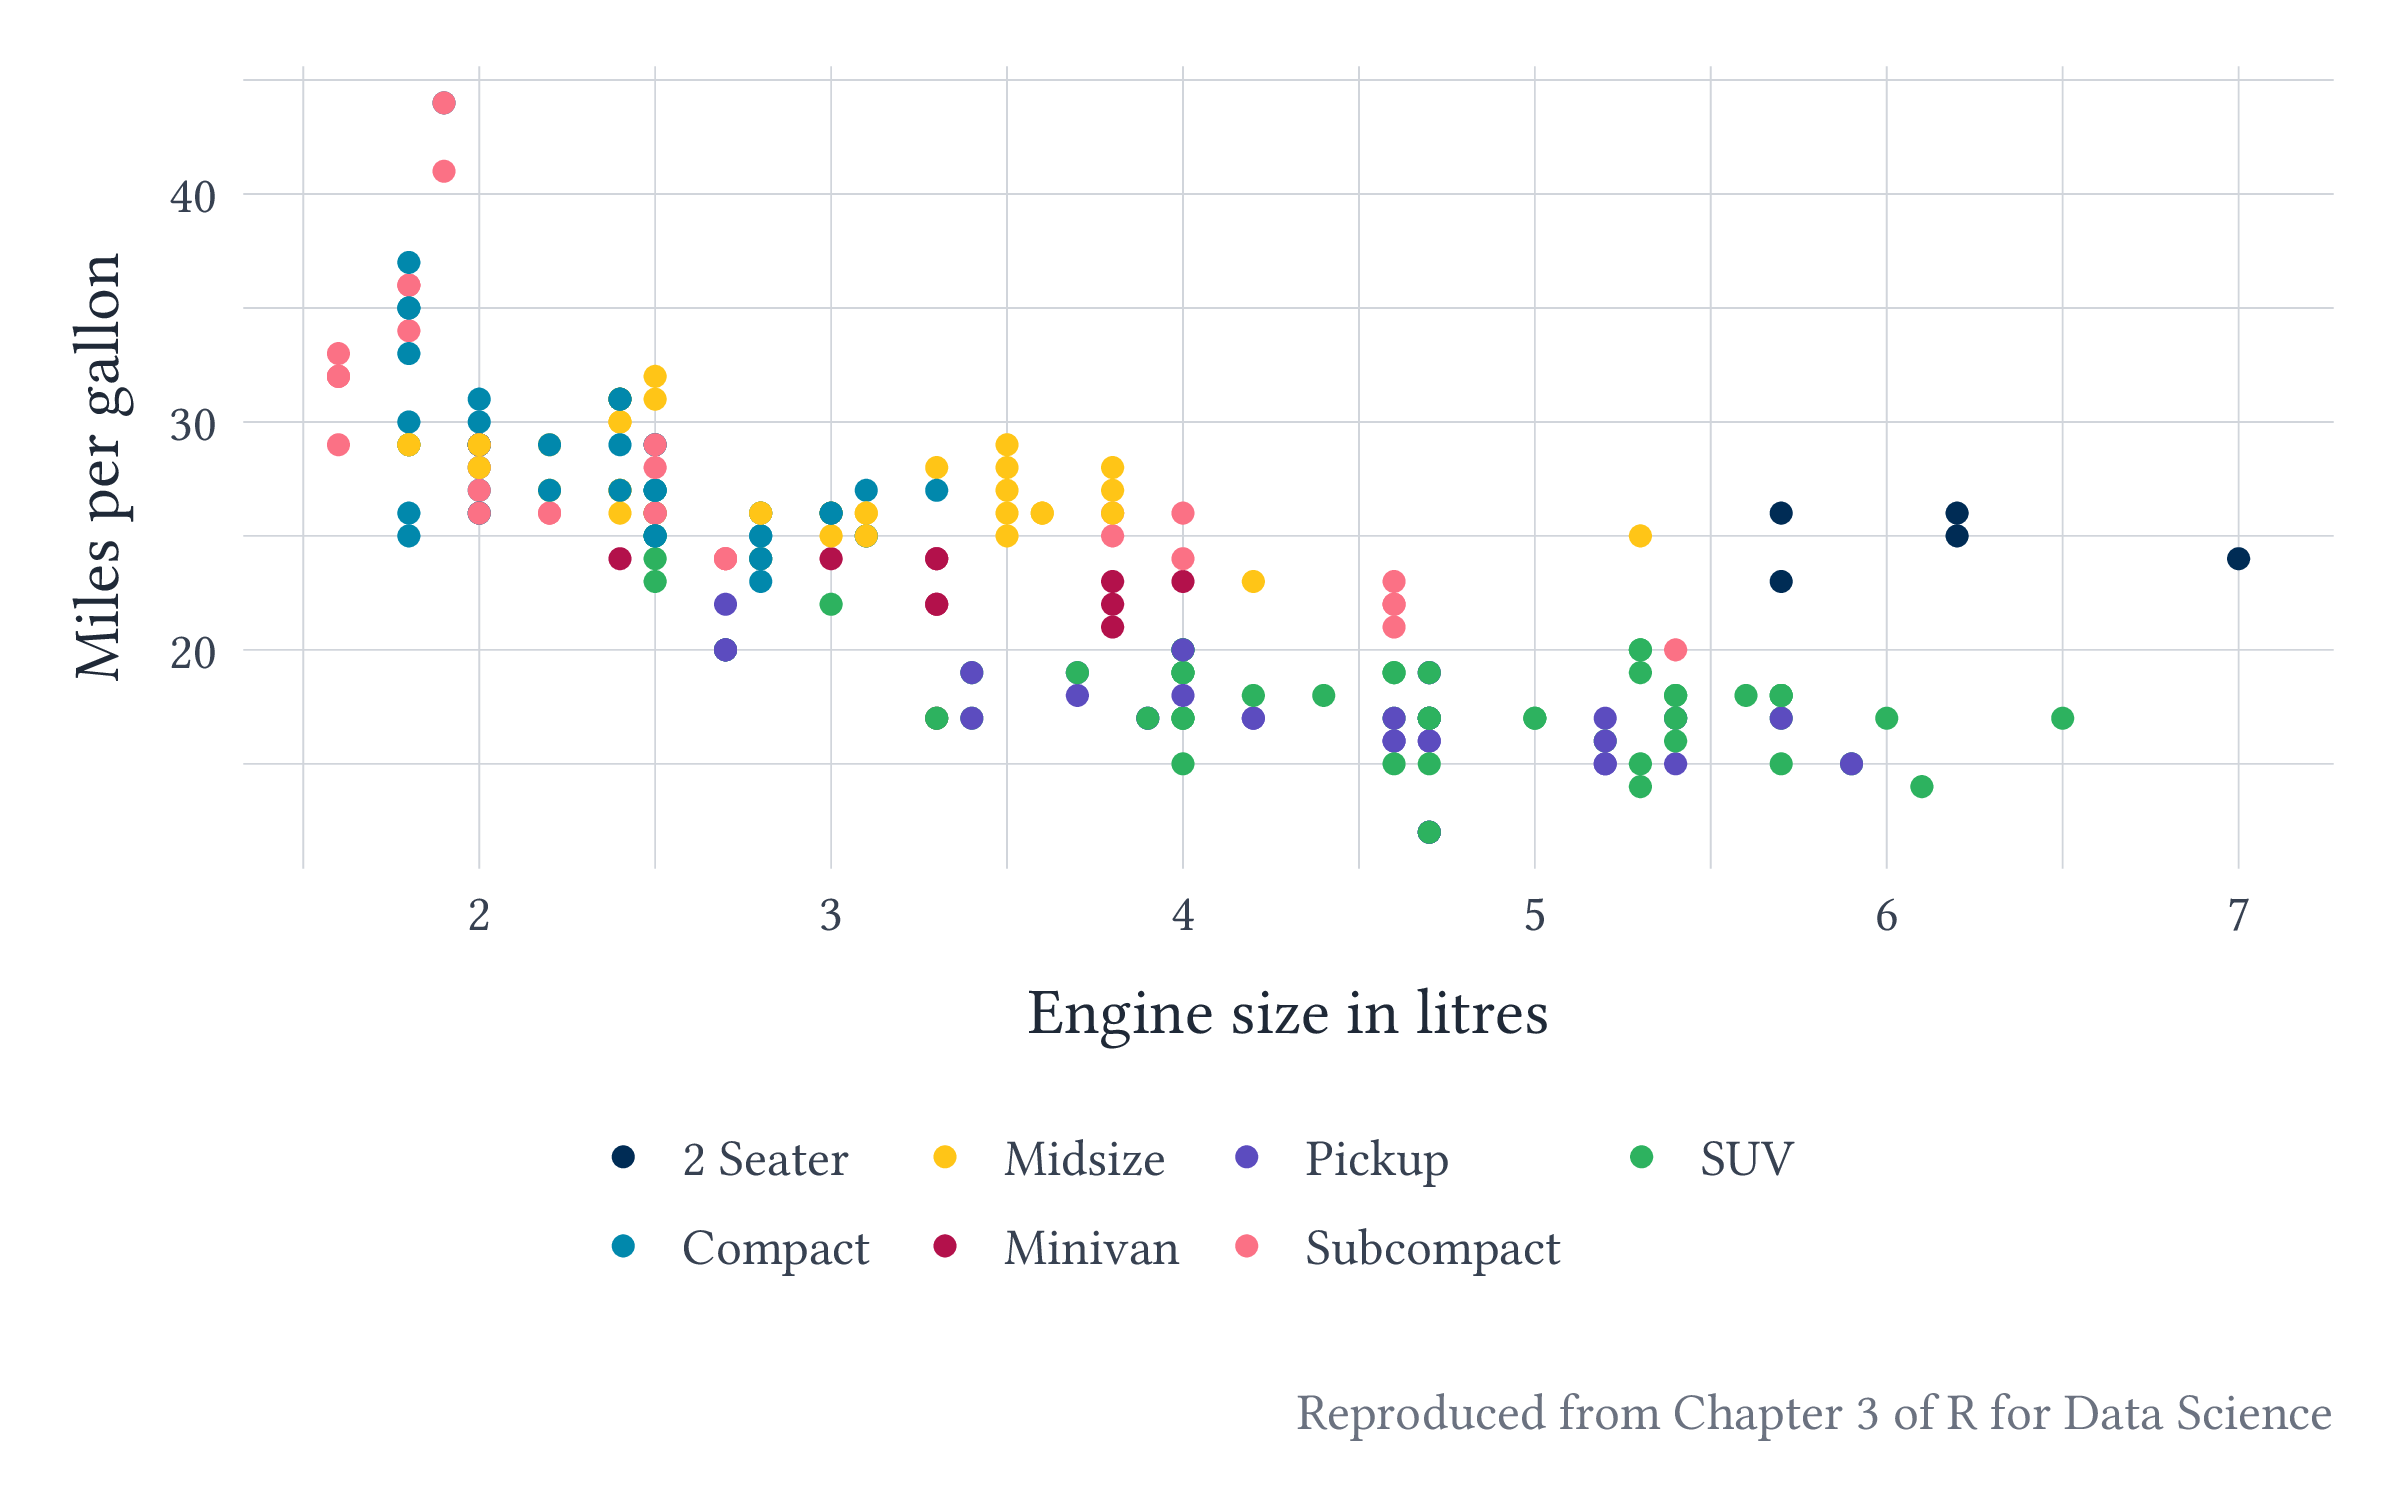 Miles per gallon
40
30
20
2 3 4 5 6 7
Engine size in litres
2 Seater Midsize Pickup SUV
Compact Minivan Subcompact
Reproduced from Chapter 3 of R for Data Science